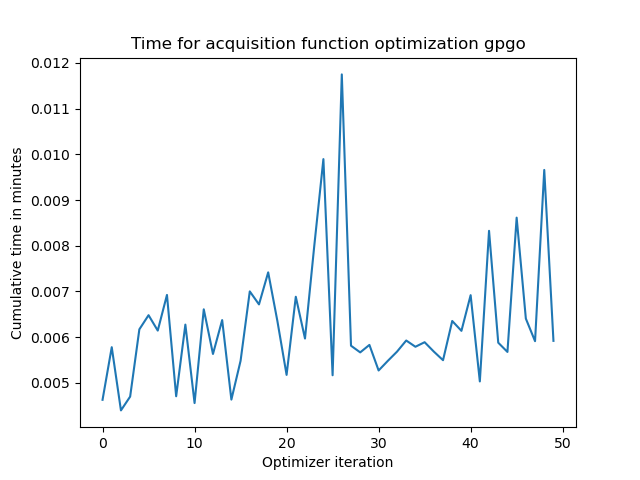 Time for acquisition function optimization gpgo
0.012
0.011
0.010
0.009
0.008
0.007
0.006
0.005
Cumulative time in minutes
0 10 20 30 40 50
Optimizer iteration